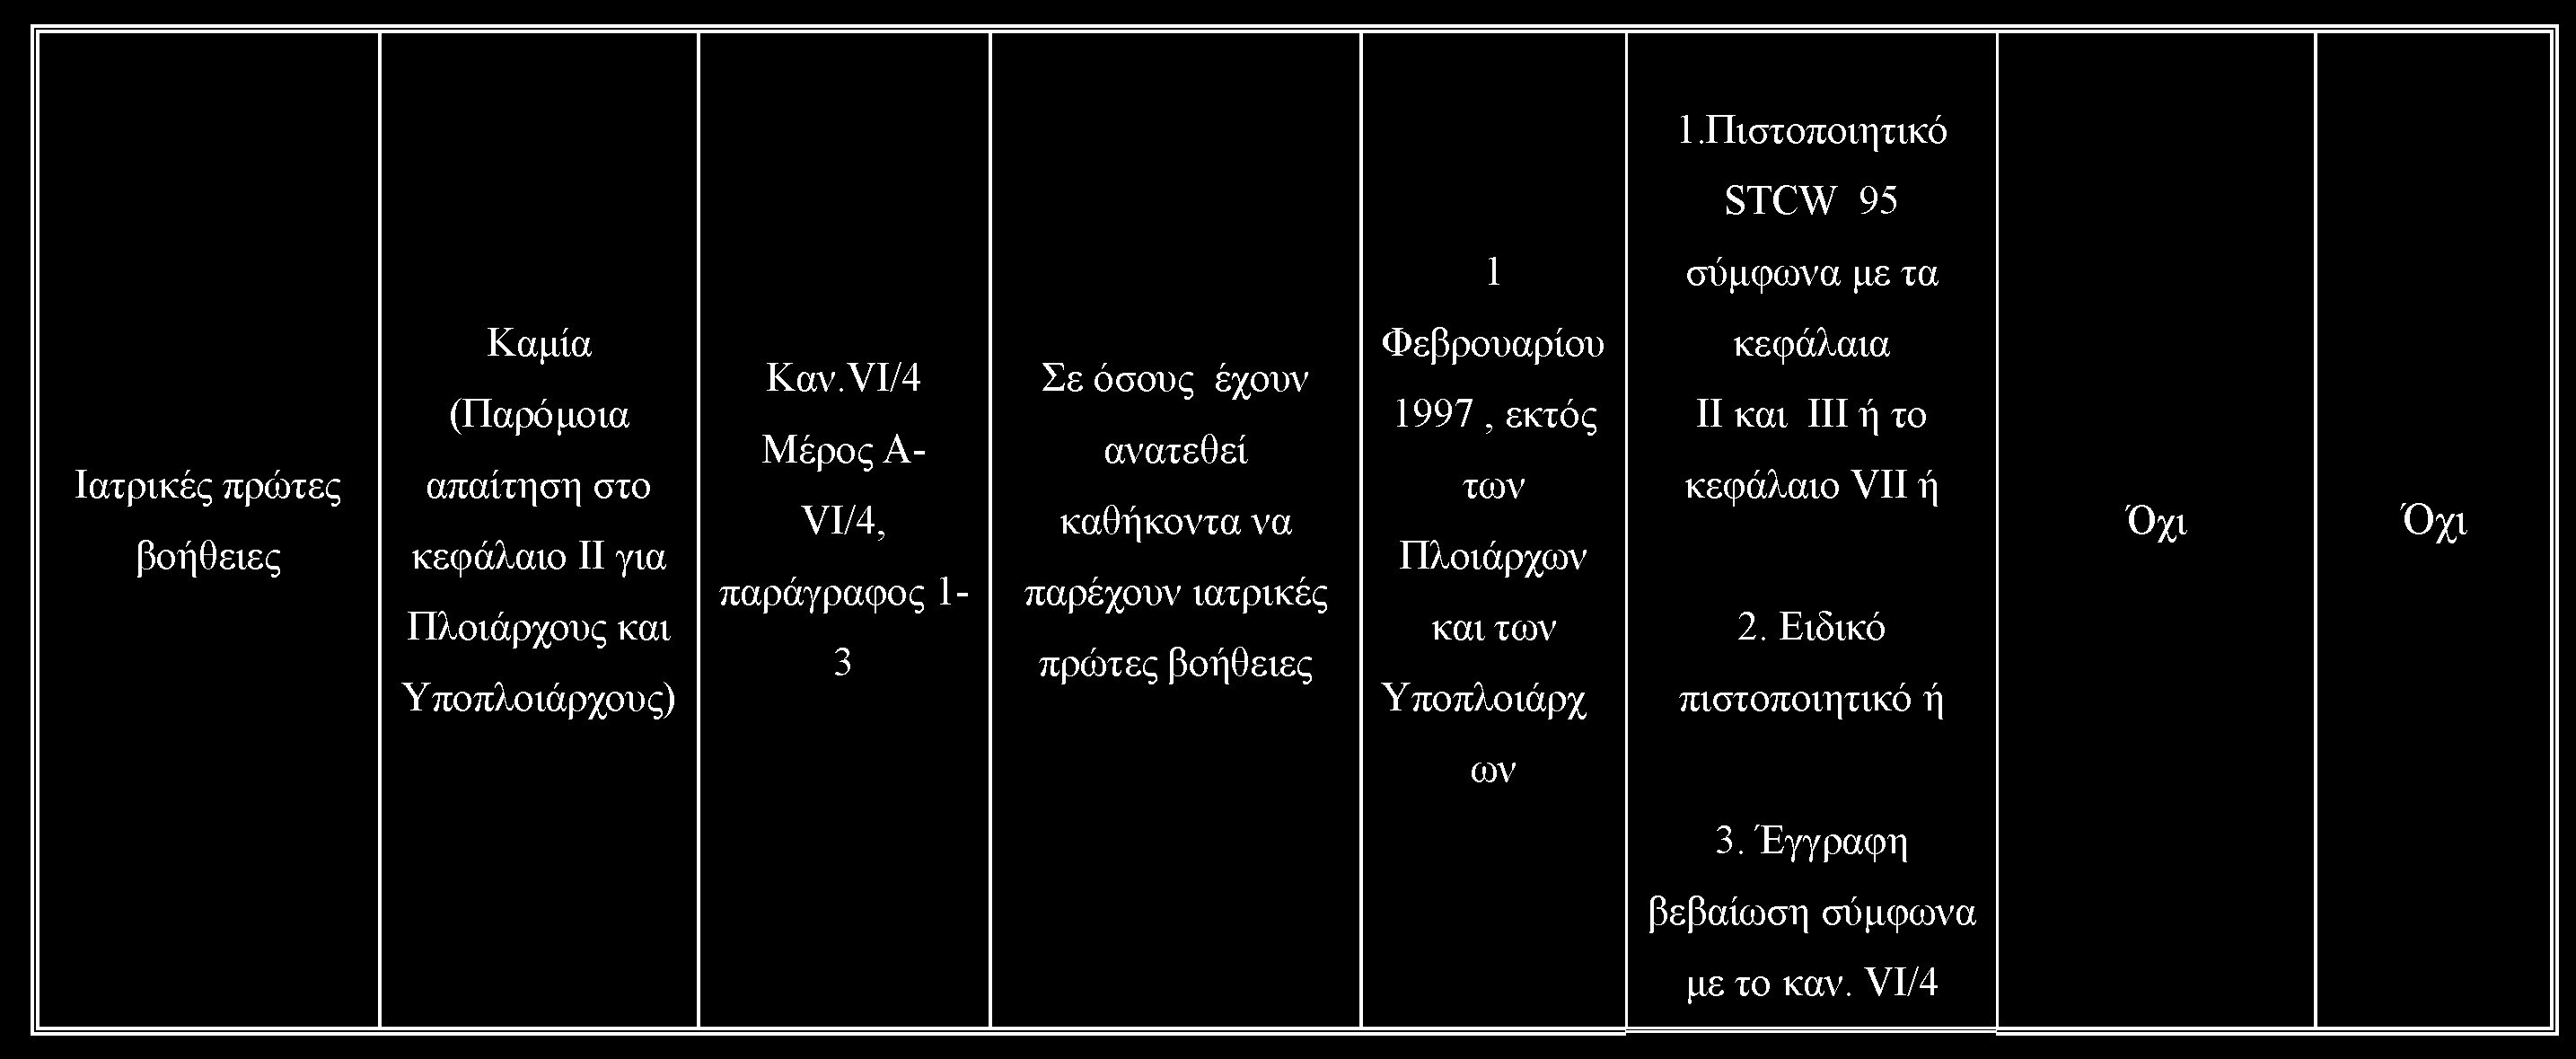 Ιατρικές πρώτες
βοήθειες
Καμία
(Παρόμοια
απαίτηση στο
κεφάλαιο ΙΙ για
Πλοιάρχους και
Υποπλοιάρχους)
Καν.VI/4
Μέρος Α-
VI/4,
παράγραφος 1-
3
Σε όσους έχουν
ανατεθεί
καθήκοντα να
παρέχουν ιατρικές
πρώτες βοήθειες
1
Φεβρουαρίου
1997 , εκτός
των
Πλοιάρχων
και των
Υποπλοιάρχ
ων
1.Πιστοποιητικό
STCW 95
σύμφωνα με τα
κεφάλαια
ΙΙ και ΙΙΙ ή το
κεφάλαιο VII ή
2. Ειδικό
πιστοποιητικό ή
3. Έγγραφη
βεβαίωση σύμφωνα
με το καν. VI/4
Όχι
Όχι